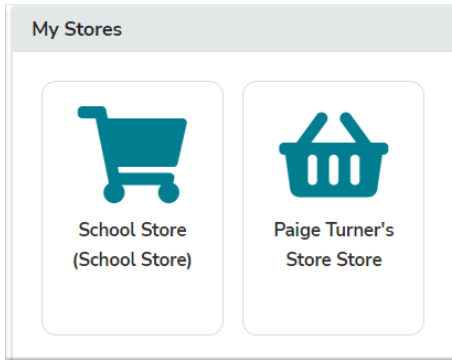 My Stores
School Store
(School Store)
Paige Turner's
Store Store